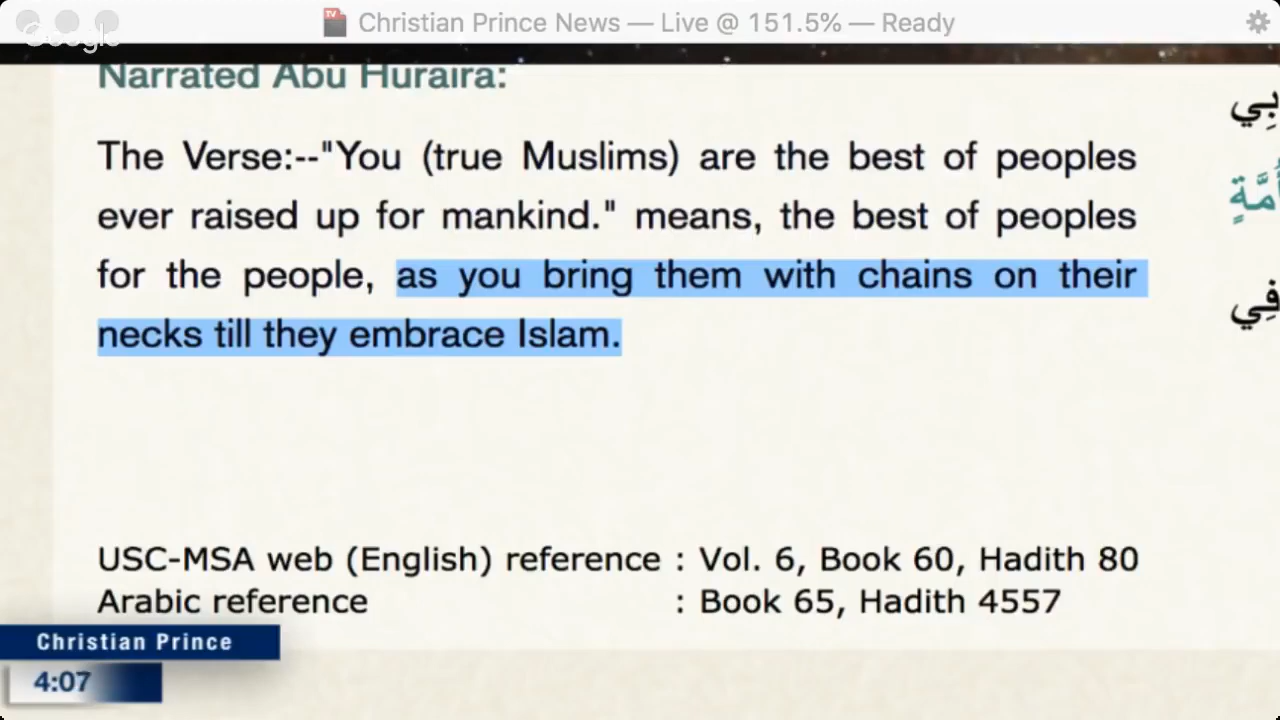 Christian Prince News — Live @ 151.5% — Ready
Google
Narrated Abu Huraira:
The Verse:--"You (true Muslims) are the best of peoples
ever raised up for mankind." means, the best of peoples
for the people, as you bring them with chains on their
necks till they embrace Islam.
بِي
أُمَّةٍ
فِي
USC-MSA web (English) reference : Vol. 6, Book 60, Hadith 80
Arabic reference : Book 65, Hadith 4557
Christian Prince
4:07